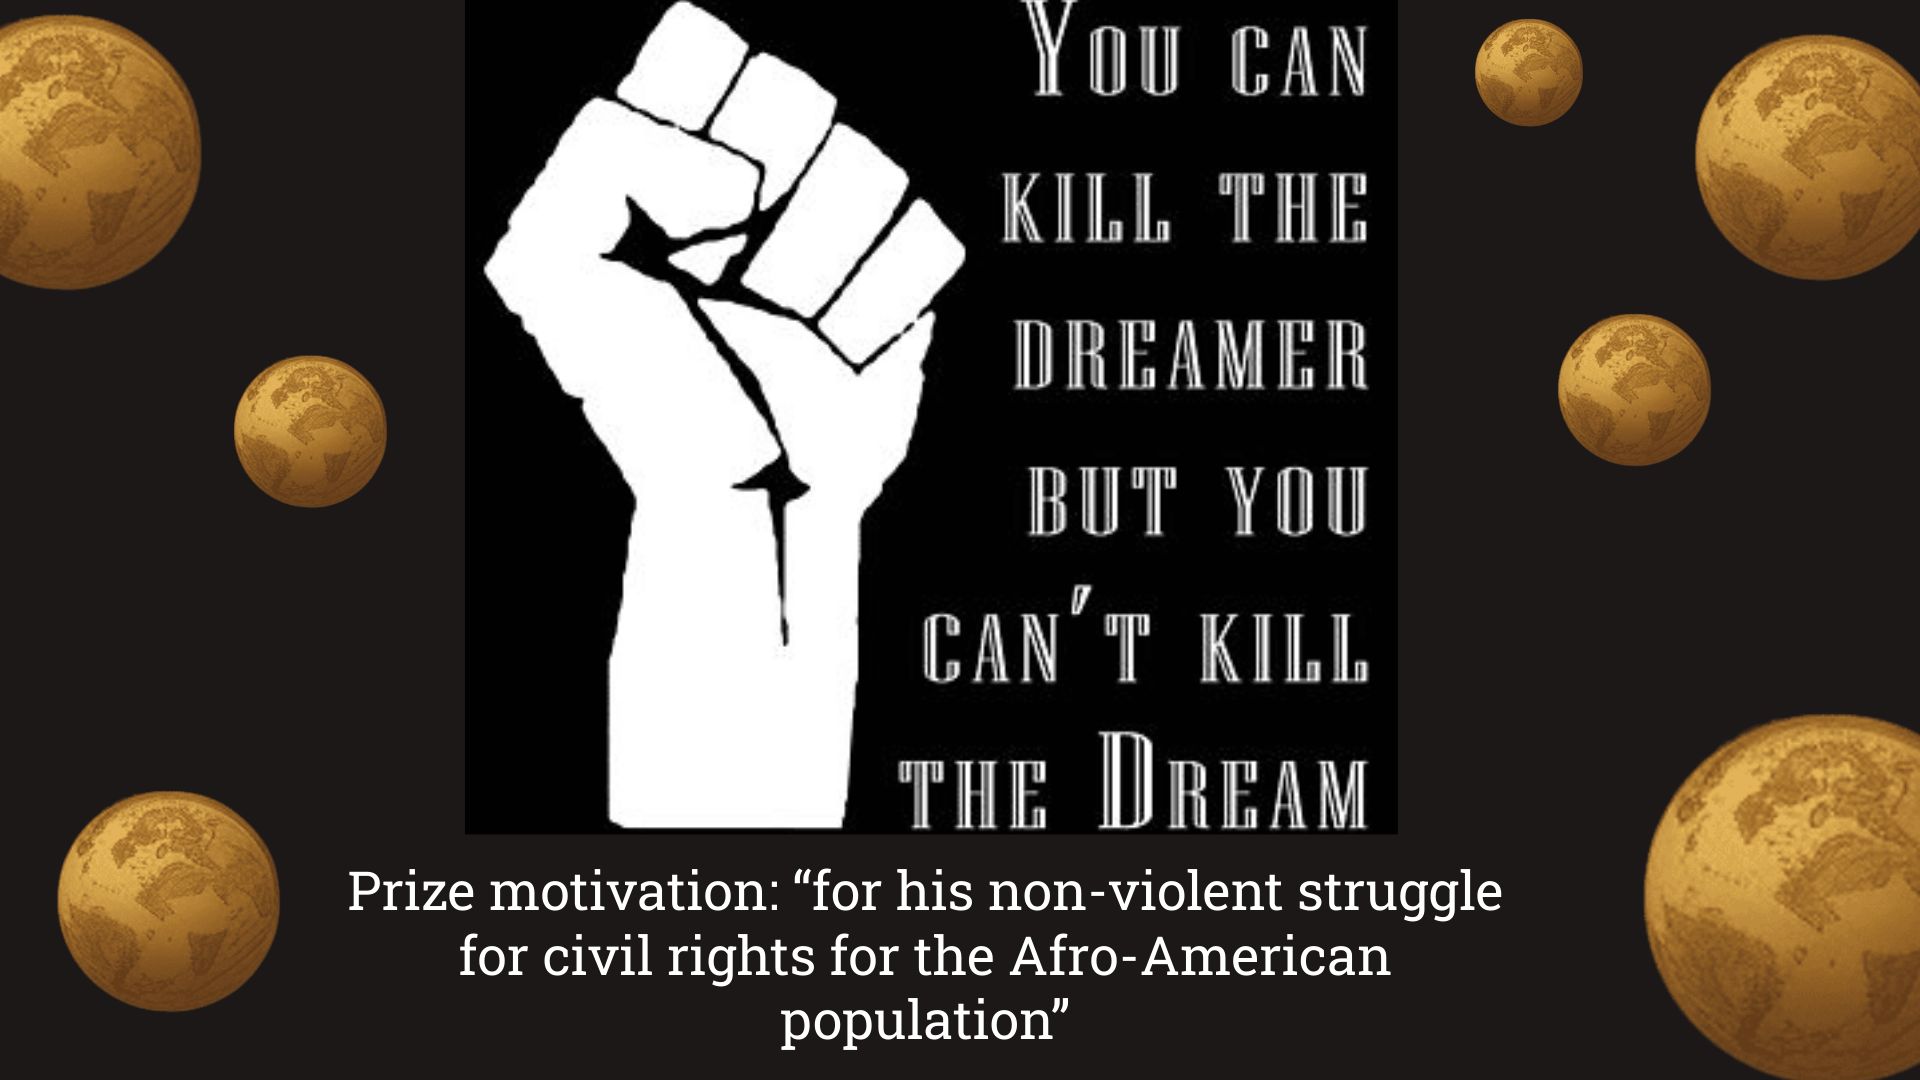 You can
kill the
dreamer
but you
can't kill
the Dream
Prize motivation: “for his non-violent struggle
for civil rights for the Afro-American
population”